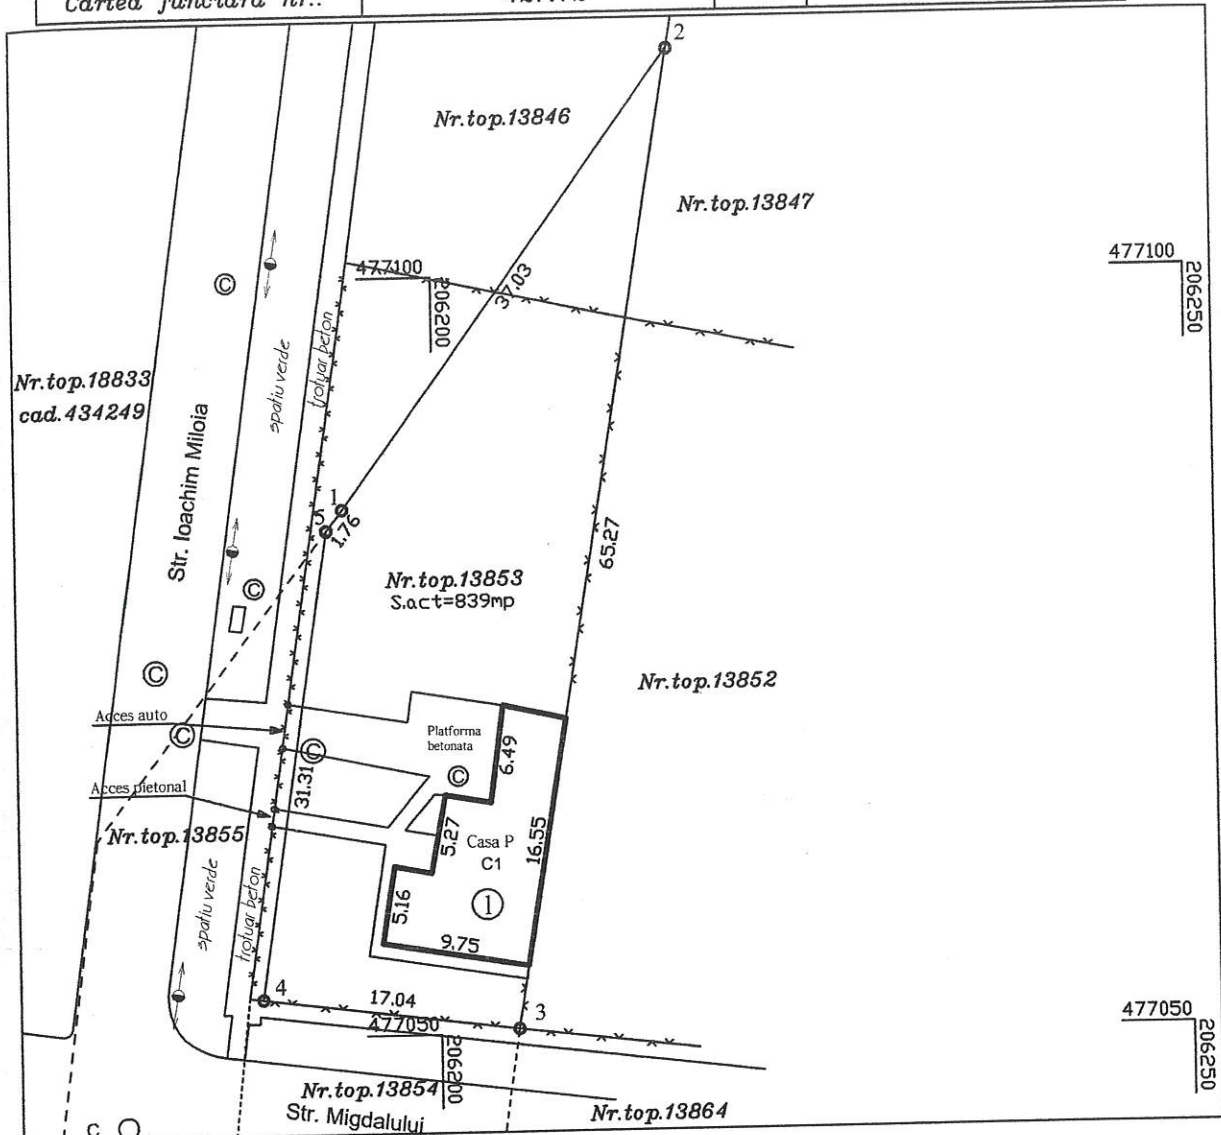 Cartea funciara nr.:
2
Nr.top.13846
Nr.top.13847
477100
206200
477100
206250
37.03
trotuar beton
spatiu verde
Nr.top.18833
cad.434249
Str. Ioachim Miloia
1
5
1.76
65.27
Nr.top.13853
S.act=839mp
Nr.top.13852
C
C
C
C
C
C
Acces auto
Platforma
betonata
6.49
31.31
Acces pietonal
Nr.top.13855
5.27
Casa P
C1
16.55
1
5.16
9.75
spatiu verde
trotuar beton
4
17.04
3
477050
206200
477050
206250
Nr.top.13854
Str. Migdalului
Nr.top.13864
C